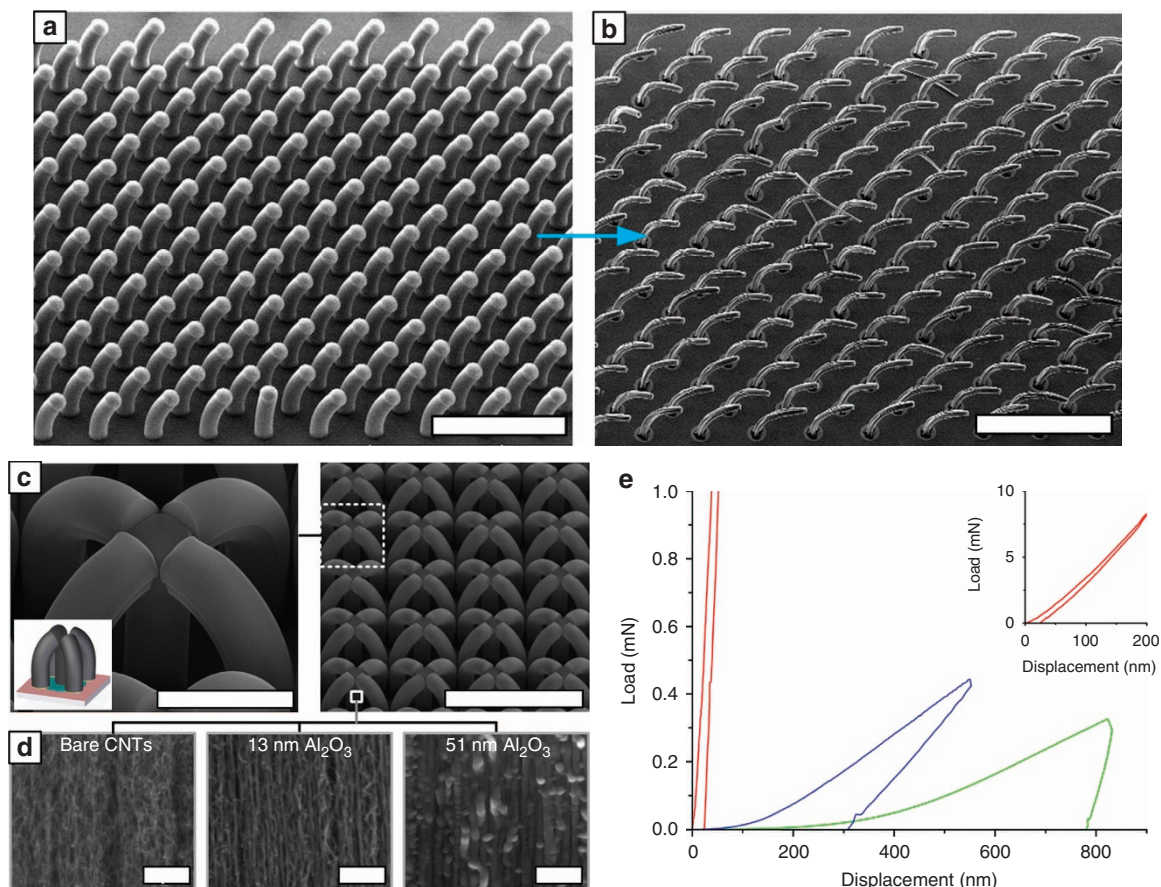 a
b
c
d
Bare CNTs
13 nm Al₂O₃
51 nm Al₂O₃
e
1.0
0.8
0.6
0.4
0.2
0.0
Load (mN)
0
200
400
600
800
Displacement (nm)
10
5
0
Load (mN)
0
50
100
150
200
Displacement (nm)